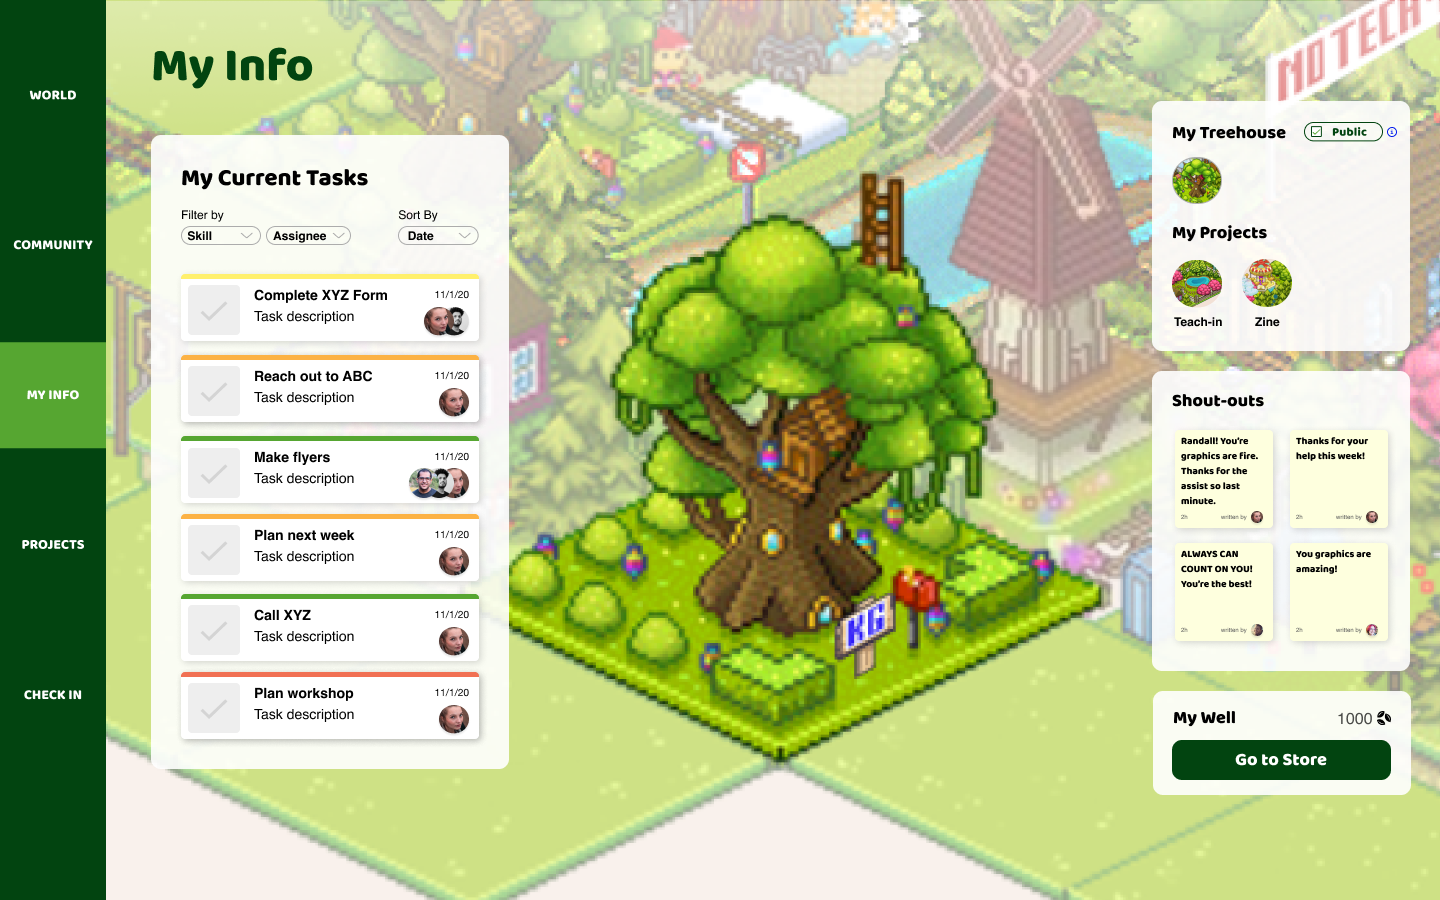 WORLD
COMMUNITY
MY INFO
PROJECTS
CHECK IN
My Info
My Current Tasks
Filter by
Sort By
Skill
Assignee
Date
Complete XYZ Form
11/1/20
Task description
Reach out to ABC
11/1/20
Task description
Make flyers
11/1/20
Task description
Plan next week
11/1/20
Task description
Call XYZ
11/1/20
Task description
Plan workshop
11/1/20
Task description
KG
NO TECH
My Treehouse
Public
My Projects
Teach-in
Zine
Shout-outs
Randall! You're
graphics are fire.
Thanks for the
assist so last
minute.
2h
written by
Thanks for your
help this week!
2h
written by
ALWAYS CAN
COUNT ON YOU!
You're the best!
2h
written by
You graphics are
amazing!
2h
written by
My Well
1000
Go to Store